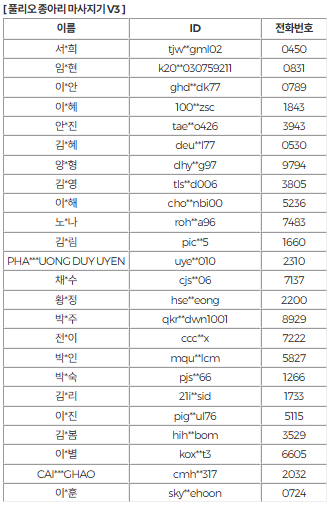 [ 풀리오 종아리 마사지기 V3 ]
이름 ID 전화번호
서*희 tjw**gml02 0450
임*현 k20**030759211 0831
이*안 ghd**dk77 0789
이*혜 100**zsc 1843
안*진 tae**o426 3943
김*혜 deu**l77 0530
양*형 dhy**g97 9794
김*영 tls**d006 3805
이*해 cho**nbi00 5236
노*나 roh**a96 7483
김*림 pic**5 1660
PHA***UONG DUY UYEN uye**010 2310
채*수 cjs**06 7137
황*정 hse**eong 2200
박*주 qkr**dwn1001 8929
전*이 ccc**x 7222
박*인 mqu**lcm 5827
박*숙 pjs**66 1266
김*리 21i**sid 1733
이*진 pig**ul76 5115
김*봄 hih**bom 3529
이*별 kox**t3 6605
CAI***GHAO cmh**317 2032
이*훈 sky**ehoon 0724